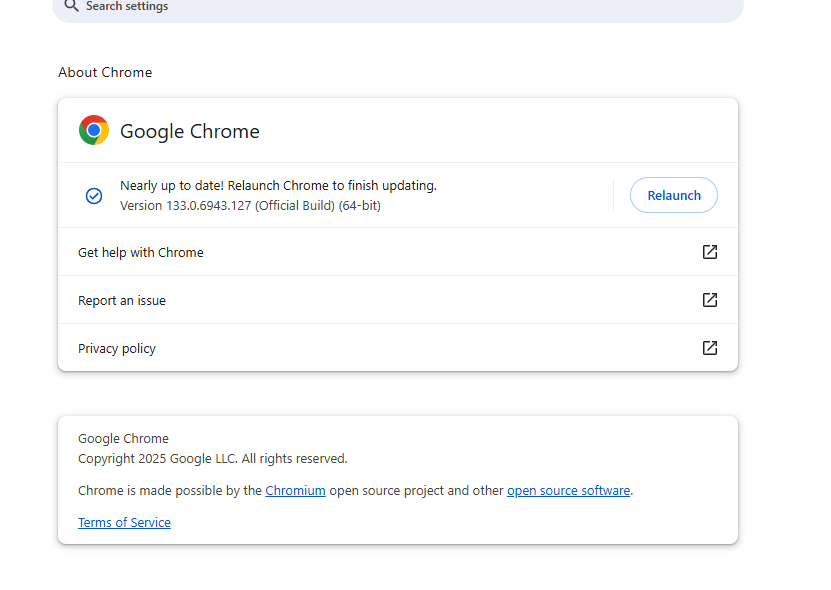 Search settings
About Chrome
Google Chrome
Nearly up to date! Relaunch Chrome to finish updating.
Version 133.0.6943.127 (Official Build) (64-bit)
Relaunch
Get help with Chrome
Report an issue
Privacy policy
Google Chrome
Copyright 2025 Google LLC. All rights reserved.
Chrome is made possible by the Chromium open source project and other open source software.
Terms of Service